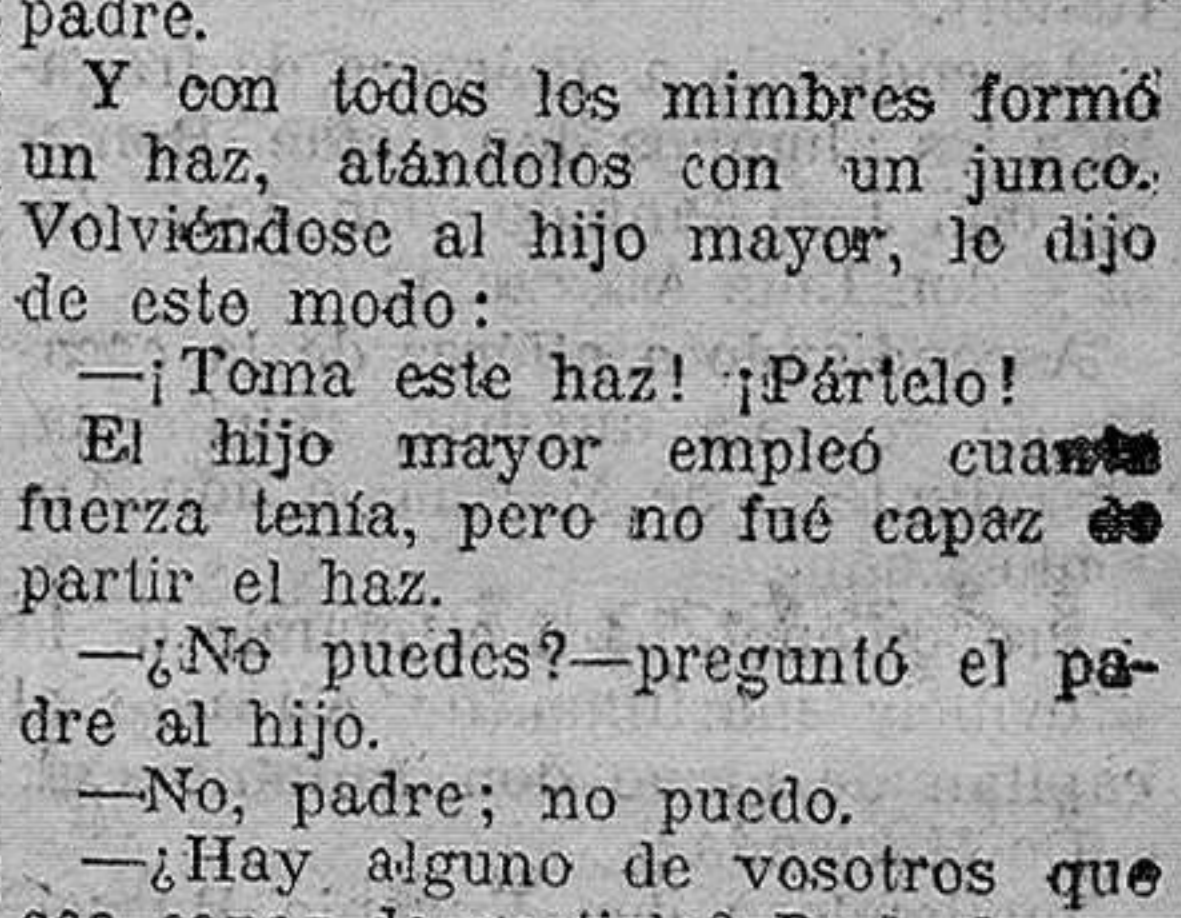 padre.
Y con todos los mimbres formó
un haz, atándolos con un junco.
Volviéndose al hijo mayor, le dijo
de este modo:
—¡Toma este haz! ¡Pártelo!
El hijo mayor empleó cuanta
fuerza tenía, pero no fué capaz de
partir el haz.
—¿No puedes?—preguntó el pa-
dre al hijo.
—No, padre; no puedo.
—¿Hay alguno de vosotros que